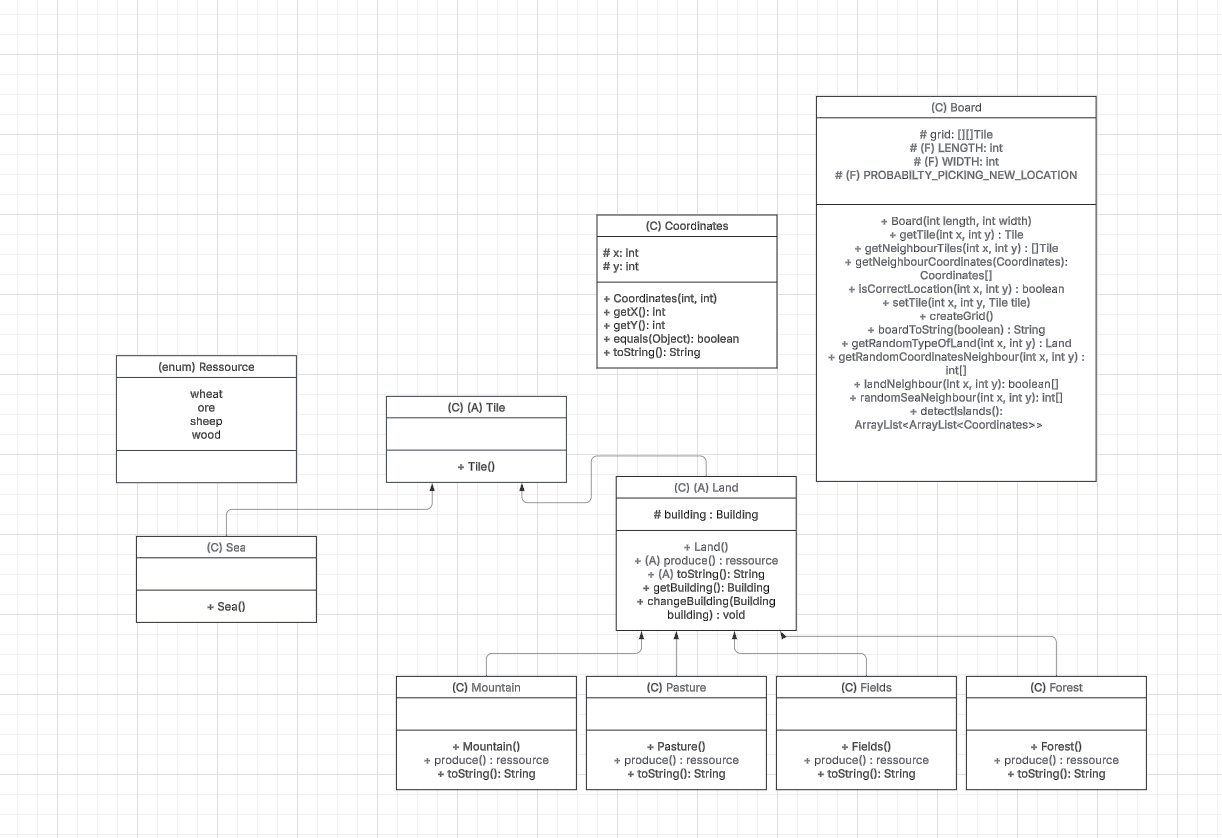 (C) Board
# grid: [][]Tile
# (F) LENGTH: int
# (F) WIDTH: int
# (F) PROBABILTY_PICKING_NEW_LOCATION
+ Board(int length, int width)
+ getTile(int x, int y) : Tile
+ getNeighbourTiles(int x, int y) : []Tile
+ getNeighbourCoordinates(Coordinates):
Coordinates[]
+ isCorrectLocation(int x, int y) : boolean
+ setTile(int x, int y, Tile tile)
+ createGrid()
+ boardToString(boolean) : String
+ getRandomTypeOfLand(int x, int y) : Land
+ getRandomCoordinatesNeighbour(int x, int y) :
int[]
+ landNeighbour(int x, int y): boolean[]
+ randomSeaNeighbour(int x, int y): int[]
+ detectIslands():
ArrayList<ArrayList<Coordinates>>
(C) Coordinates
# x: int
# y: int
+ Coordinates(int, int)
+ getX(): int
+ getY(): int
+ equals(Object): boolean
+ toString(): String
(enum) Ressource
wheat
ore
sheep
wood
(C) (A) Tile
+ Tile()
(C) (A) Land
# building : Building
+ Land()
+ (A) produce() : ressource
+ (A) toString(): String
+ getBuilding(): Building
+ changeBuilding(Building
building) : void
(C) Sea
+ Sea()
(C) Mountain
+ Mountain()
+ produce() : ressource
+ toString(): String
(C) Pasture
+ Pasture()
+ produce() : ressource
+ toString(): String
(C) Fields
+ Fields()
+ produce() : ressource
+ toString(): String
(C) Forest
+ Forest()
+ produce() : ressource
+ toString(): String